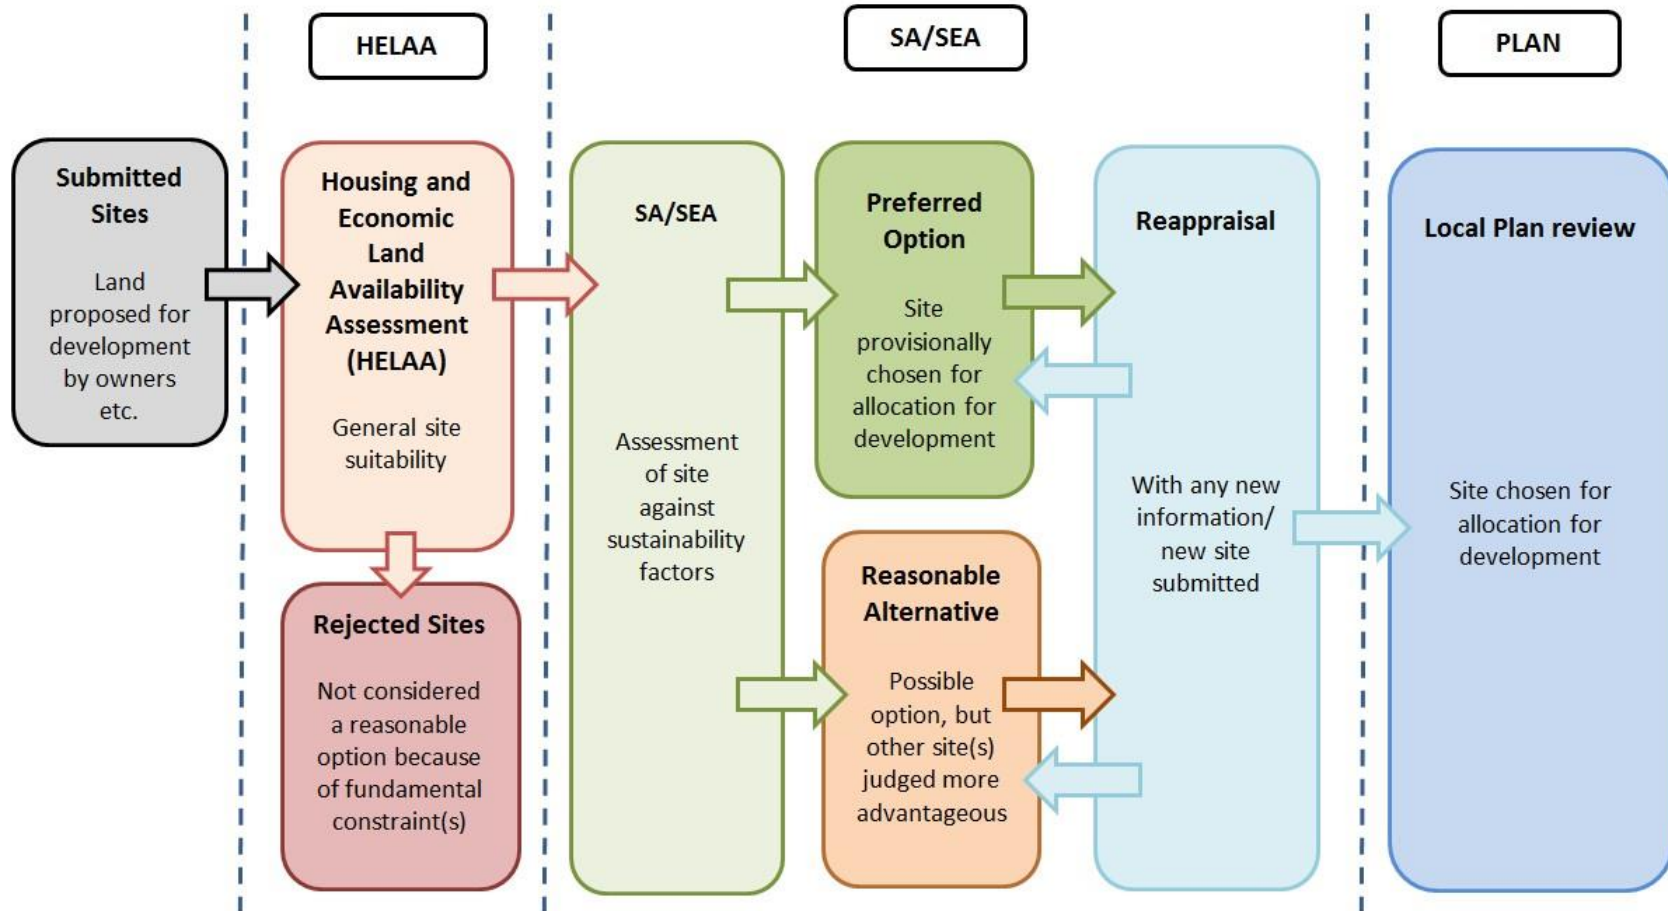 HELAA
SA/SEA
PLAN
Submitted
Sites
Land
proposed for
development
by owners
etc.
Housing and
Economic
Land
Availability
Assessment
(HELAA)
General site
suitability
Rejected Sites
Not considered
a reasonable
option because
of fundamental
constraint(s)
SA/SEA
Assessment
of site
against
sustainability
factors
Preferred
Option
Site
provisionally
chosen for
allocation for
development
Reasonable
Alternative
Possible
option, but
other site(s)
judged more
advantageous
Reappraisal
With any new
information/
new site
submitted
Local Plan review
Site chosen for
allocation for
development